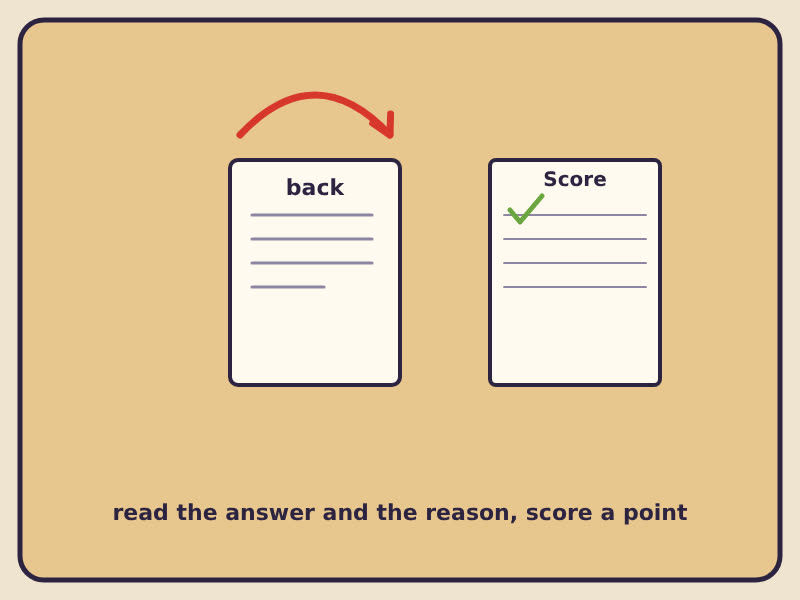 back
Score
read the answer and the reason, score a point